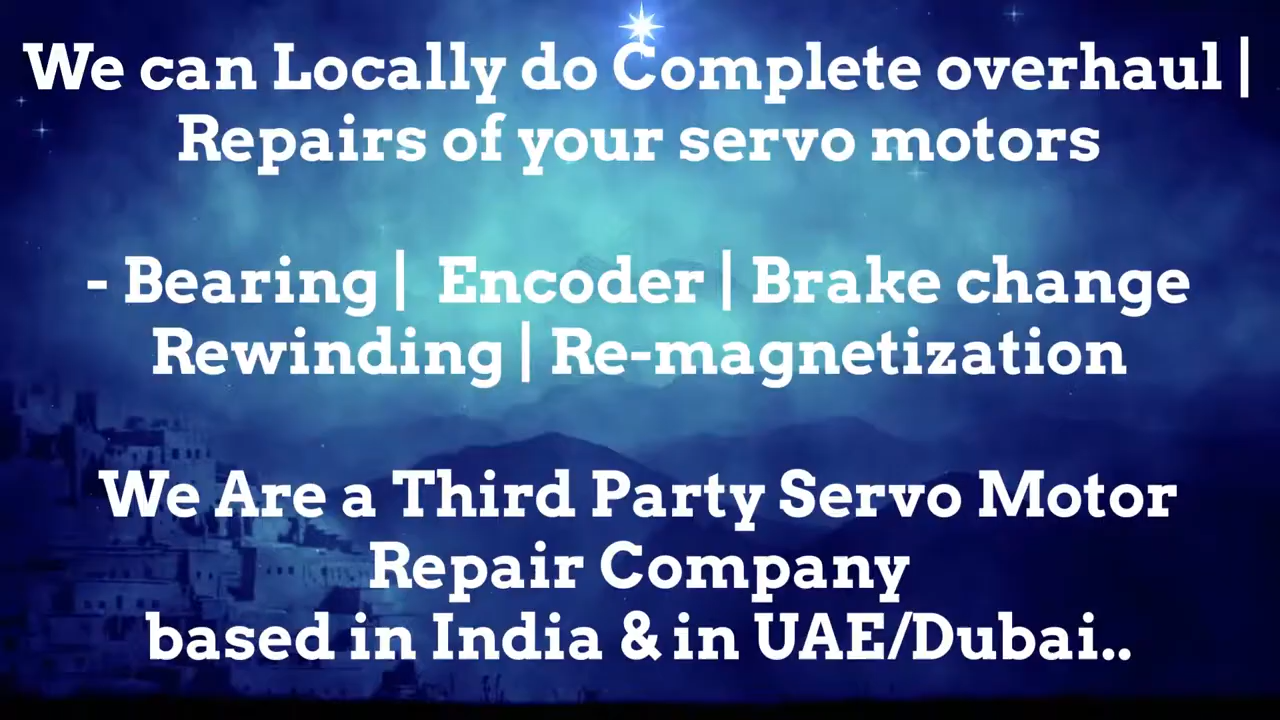 We can Locally do Complete overhaul |
Repairs of your servo motors
- Bearing | Encoder | Brake change
Rewinding | Re-magnetization
We Are a Third Party Servo Motor
Repair Company
based in India & in UAE/Dubai..